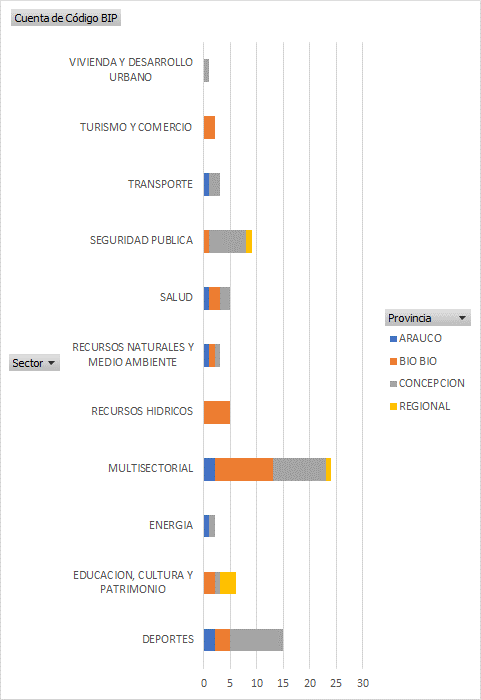 Cuenta de Código BIP
VIVIENDA Y DESARROLLO
URBANO
TURISMO Y COMERCIO
TRANSPORTE
SEGURIDAD PUBLICA
SALUD
RECURSOS NATURALES Y
MEDIO AMBIENTE
RECURSOS HIDRICOS
MULTISECTORIAL
ENERGIA
EDUCACION, CULTURA Y
PATRIMONIO
DEPORTES
Sector
0 5 10 15 20 25 30
Provincia
ARAUCO
BIO BIO
CONCEPCION
REGIONAL